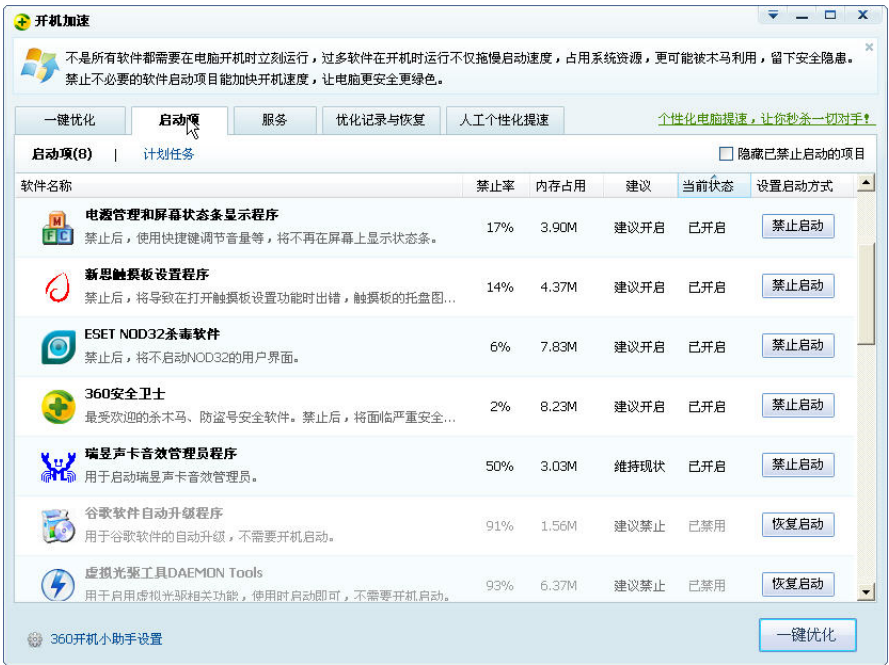 开机加速
不是所有软件都需要在电脑开机时立刻运行，过多软件在开机时运行不仅拖慢启动速度，占用系统资源，更可能被木马利用，留下安全隐患。
禁止不必要的软件启动项目能加快开机速度，让电脑更安全更绿色。
一键优化 启动项 服务 优化记录与恢复 人工个性化提速 个性化电脑提速，让你秒杀一切对手！
启动项(8) | 计划任务 隐藏已禁止启动的项目
软件名称 禁止率 内存占用 建议 当前状态 设置启动方式
电源管理和屏幕状态条显示程序
禁止后，使用快捷键调节音量等，将不再在屏幕上显示状态条。
17% 3.90M 建议开启 已开启 禁止启动
新思触摸板设置程序
禁止后，将导致在打开触摸板设置功能时出错，触摸板的托盘图...
14% 4.37M 建议开启 已开启 禁止启动
ESET NOD32杀毒软件
禁止后，将不启动NOD32的用户界面。
6% 7.83M 建议开启 已开启 禁止启动
360安全卫士
最受欢迎的杀木马、防盗号安全软件。禁止后，将面临严重安全...
2% 8.23M 建议开启 已开启 禁止启动
瑞昱声卡音效管理员程序
用于启动瑞昱声卡音效管理员。
50% 3.03M 维持现状 已开启 禁止启动
谷歌软件自动升级程序
用于谷歌软件的自动升级，不需要开机启动。
91% 1.56M 建议禁止 已禁用 恢复启动
虚拟光驱工具DAEMON Tools
用于启用虚拟光驱相关功能，使用时启动即可，不需要开机启动。
93% 6.37M 建议禁止 已禁用 恢复启动
360开机小助手设置 一键优化